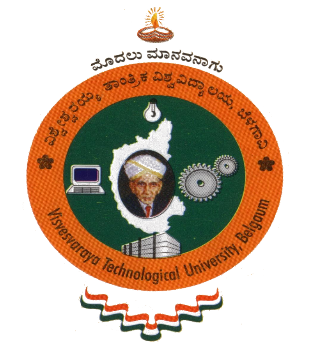 ಮೊದಲು ಮಾನವನಾಗು
ವಿಶ್ವೇಶ್ವರಯ್ಯ ತಾಂತ್ರಿಕ ವಿಶ್ವವಿದ್ಯಾಲಯ, ಬೆಳಗಾವಿ
Visvesvaraya Technological University, Belgaum